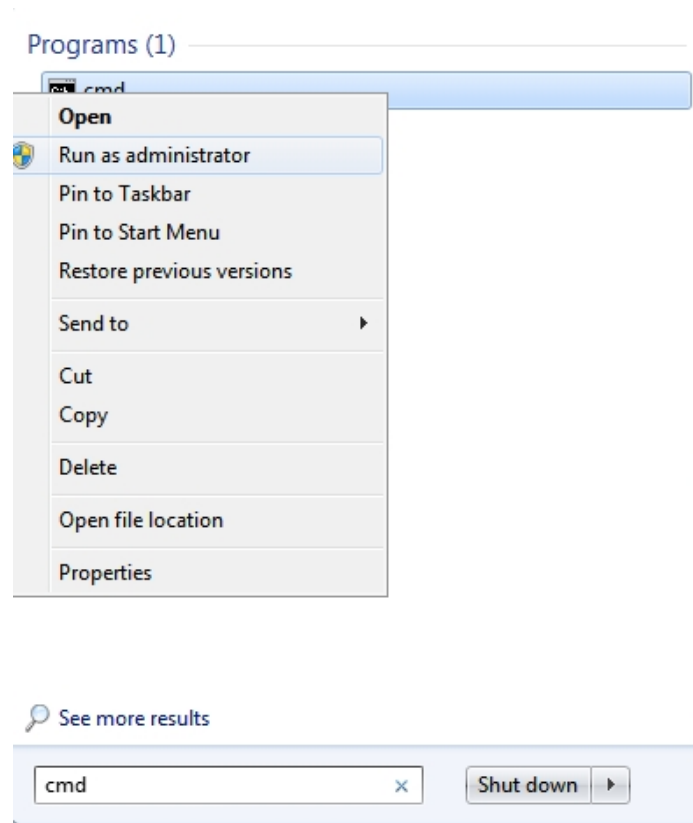 Programs (1)
cmd
Open
Run as administrator
Pin to Taskbar
Pin to Start Menu
Restore previous versions
Send to
Cut
Copy
Delete
Open file location
Properties
See more results
cmd
Shut down